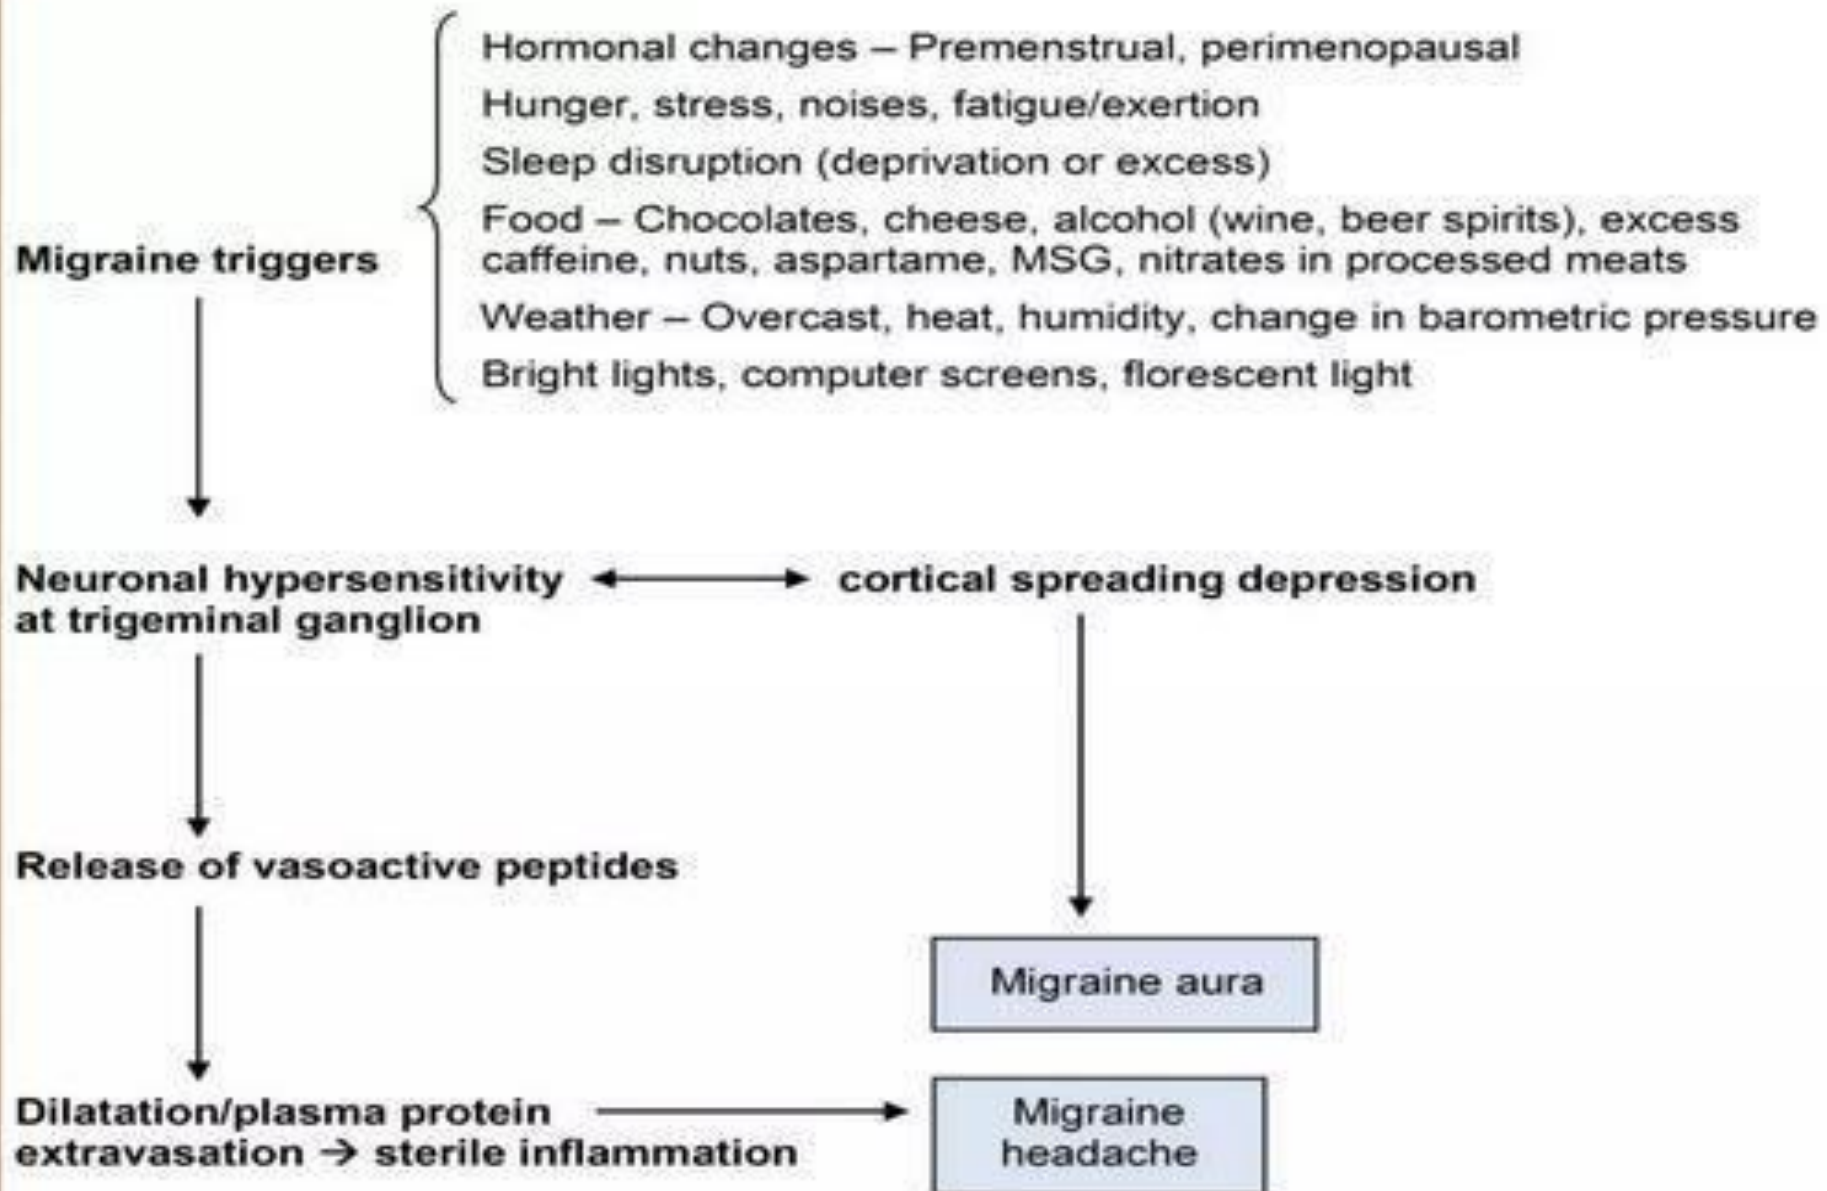 Hormonal changes – Premenstrual, perimenopausal
Hunger, stress, noises, fatigue/exertion
Sleep disruption (deprivation or excess)
Food – Chocolates, cheese, alcohol (wine, beer spirits), excess
caffeine, nuts, aspartame, MSG, nitrates in processed meats
Weather – Overcast, heat, humidity, change in barometric pressure
Bright lights, computer screens, florescent light
Migraine triggers
Neuronal hypersensitivity
at trigeminal ganglion
cortical spreading depression
Release of vasoactive peptides
Migraine aura
Dilatation/plasma protein
extravasation → sterile inflammation
Migraine
headache